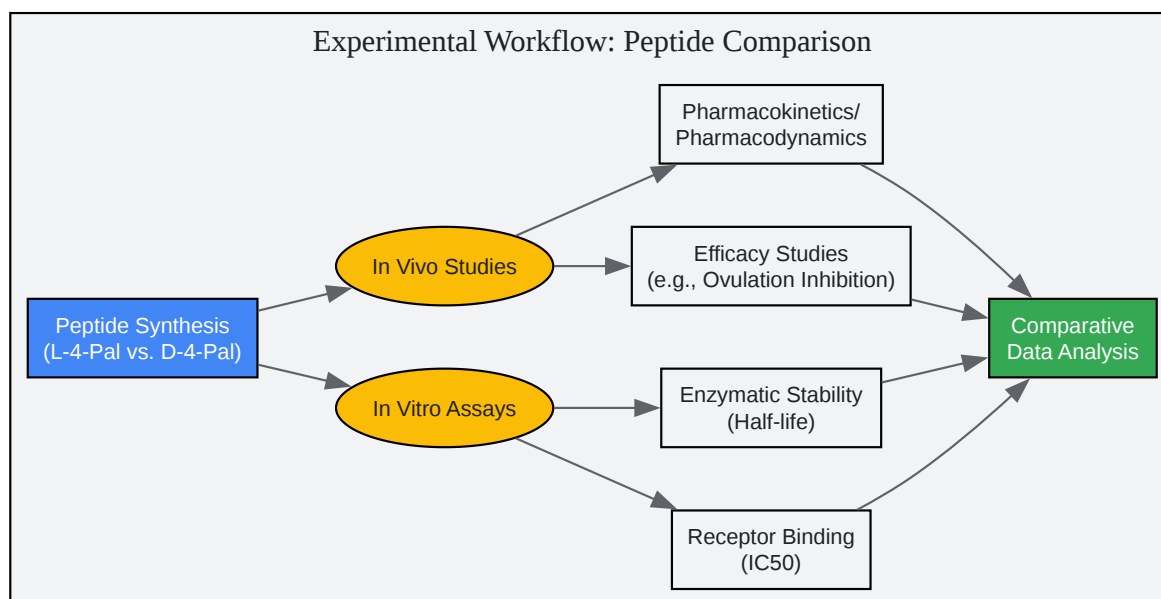 Experimental Workflow: Peptide Comparison
Pharmacokinetics/
Pharmacodynamics
In Vivo Studies
Efficacy Studies
(e.g., Ovulation Inhibition)
Peptide Synthesis
(L-4-Pal vs. D-4-Pal)
Comparative
Data Analysis
In Vitro Assays
Enzymatic Stability
(Half-life)
Receptor Binding
(IC50)